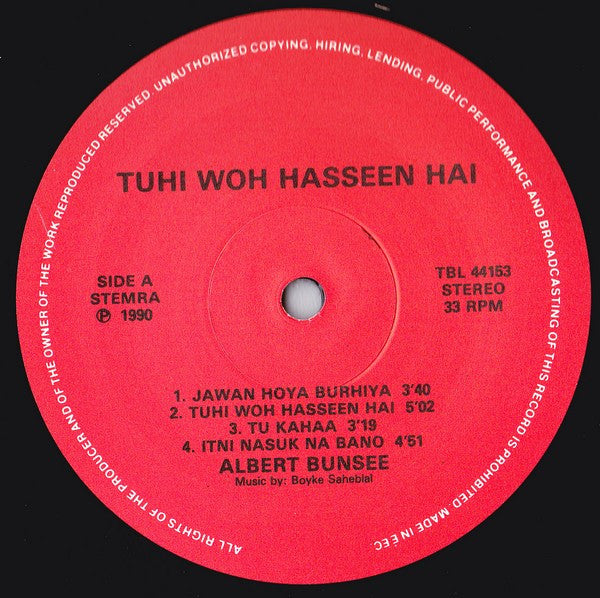 ALL RIGHTS OF THE PRODUCER AND OF THE OWNER OF THE WORK REPRODUCED RESERVED. UNAUTHORIZED COPYING, HIRING, LENDING, PUBLIC PERFORMANCE AND BROADCASTING OF THIS RECORD IS PROHIBITED MADE IN EEC
TUHI WOH HASSEEN HAI
SIDE A
STEMRA
℗ 1990
TBL 44153
STEREO
33 RPM
1. JAWAN HOYA BURHIYA 3'40
2. TUHI WOH HASSEEN HAI 5'02
3. TU KAHAA 3'19
4. ITNI NASUK NA BANO 4'51
ALBERT BUNSEE
Music by: Boyke Saheblal